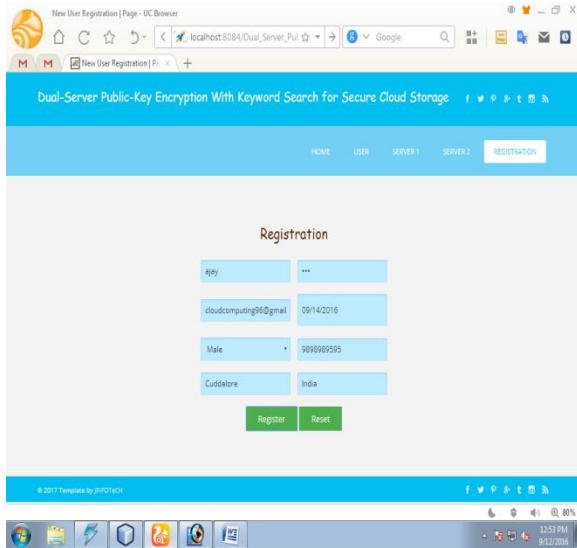 New User Registration | Page - UC Browser
localhost:8084/Dual_Server_Pul
Google
New User Registration | Pa
Dual-Server Public-Key Encryption With Keyword Search for Secure Cloud Storage
HOME USER SERVER 1 SERVER 2 REGISTRATION
Registration
ajay •••
cloudcomputing96@gmail 09/14/2016
Male 9898989595
Cuddalore India
Register Reset
© 2017 Template by JPIFOTeCH
80%
12:53 PM
9/12/2016